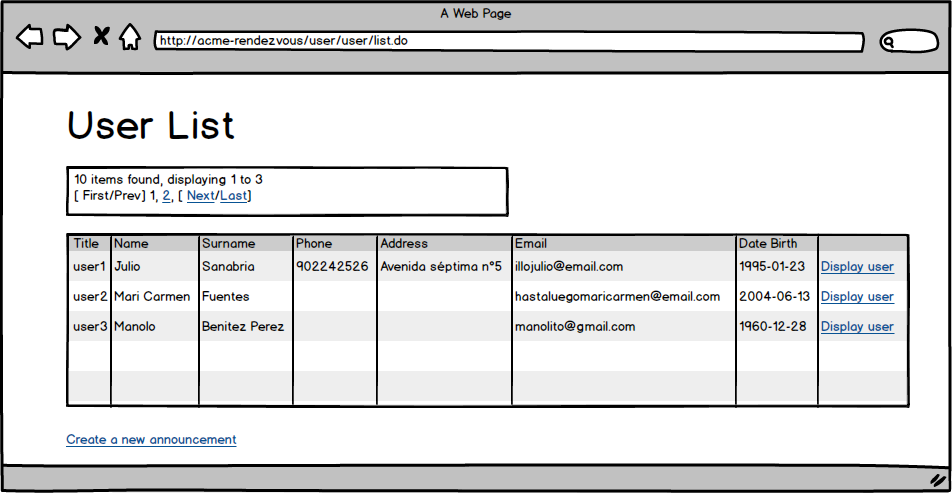 A Web Page
http://acme-rendezvous/user/user/list.do
User List
10 items found, displaying 1 to 3
[ First/Prev] 1, 2, [ Next/Last]
Title Name Surname Phone Address Email Date Birth
user1 Julio Sanabria 902242526 Avenida séptima nº5 illojulio@email.com 1995-01-23 Display user
user2 Mari Carmen Fuentes hastaluegomaricarmen@email.com 2004-06-13 Display user
user3 Manolo Benitez Perez manolito@gmail.com 1960-12-28 Display user
Create a new announcement